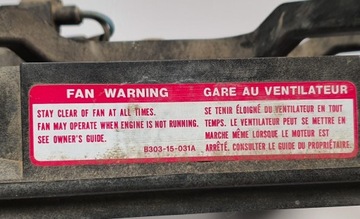 FAN WARNING
STAY CLEAR OF FAN AT ALL TIMES.
FAN MAY OPERATE WHEN ENGINE IS NOT RUNNING.
SEE OWNER'S GUIDE.
B303-15-031A
GARE AU VENTILATEUR
SE TENIR ÉLOIGNÉ DU VENTILATEUR EN TOUT
TEMPS. LE VENTILATEUR PEUT SE METTRE EN
MARCHE MÊME LORSQUE LE MOTEUR EST
ARRÊTÉ. CONSULTER LE GUIDE DU PROPRIÉTAIRE.